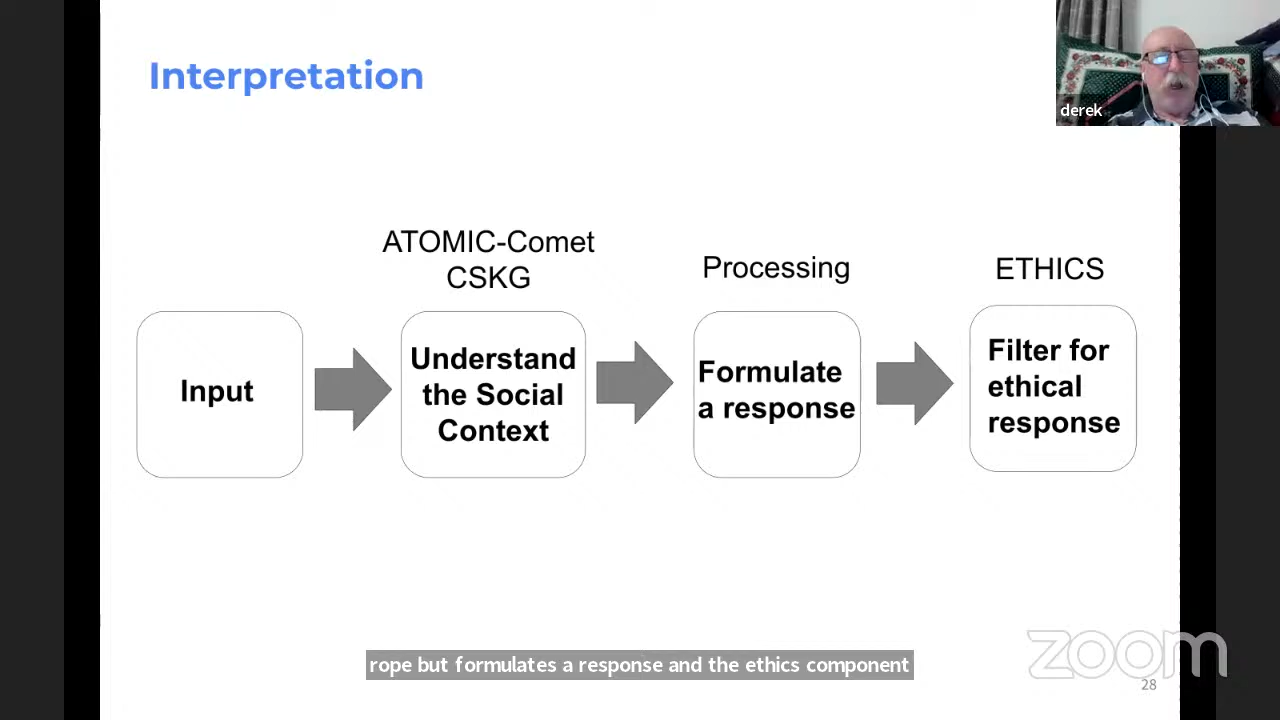 Interpretation
derek
ATOMIC-Comet
CSKG
Processing
ETHICS
Input
Understand
the Social
Context
Formulate
a response
Filter for
ethical
response
rope but formulates a response and the ethics component
zoom
28